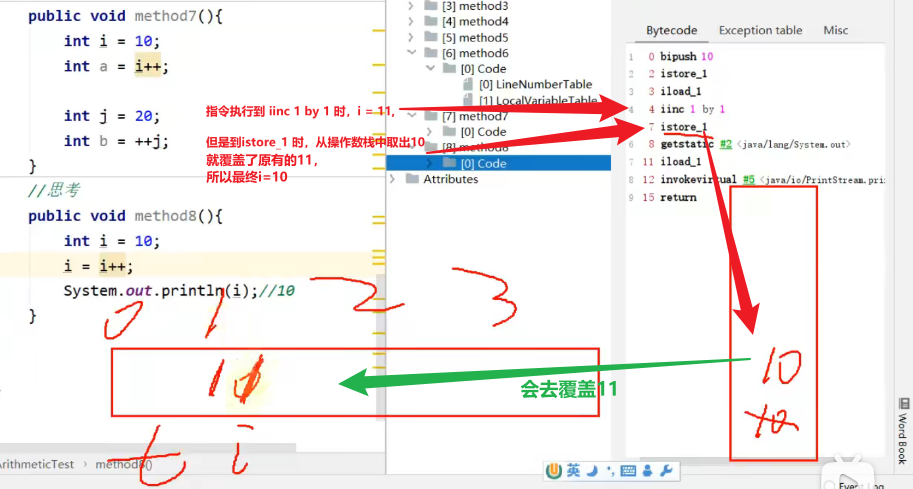 public void method7(){
int i = 10;
int a = i++;
int j = 20;
int b = ++j;
}
//思考
public void method8(){
int i = 10;
i = i++;
System.out.println(i);//10
}
[3] method3
[4] method4
[5] method5
[6] method6
[0] Code
[0] LineNumberTable
[1] LocalVariableTable
[7] method7
[0] Code
[8] method8
[0] Code
Attributes
指令执行到 iinc 1 by 1 时，i = 11,
但是到istore_1 时，从操作数栈中取出10,
就覆盖了原有的11，
所以最终i=10
Bytecode Exception table Misc
1 0 bipush 10
2 2 istore_1
3 3 iload_1
4 4 iinc 1 by 1
5 7 istore_1
6 8 getstatic #2 <java/lang/System.out>
7 11 iload_1
8 12 invokevirtual #5 <java/io/PrintStream.pri
9 15 return
0 1 2 3
10
10
会去覆盖11
i
ArithmeticTest > method8()
英
Word Book
Event Log